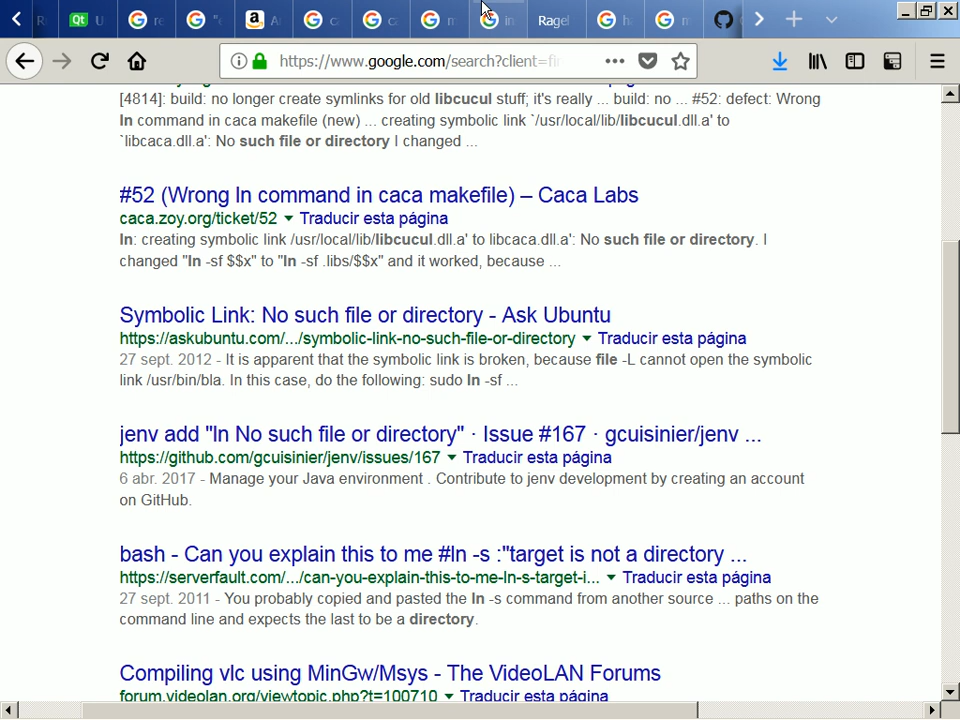 U
"
A
c
c
m
in
Ragel
h
m
https://www.google.com/search?client=fi
[4814]: build: no longer create symlinks for old libcucul stuff; it's really ... build: no ... #52: defect: Wrong
ln command in caca makefile (new) ... creating symbolic link `/usr/local/lib/libcucul.dll.a' to
`libcaca.dll.a': No such file or directory I changed ...
#52 (Wrong ln command in caca makefile) – Caca Labs
caca.zoy.org/ticket/52 Traducir esta página
ln: creating symbolic link /usr/local/lib/libcucul.dll.a' to libcaca.dll.a': No such file or directory. I
changed "ln -sf $$x" to "ln -sf .libs/$$x" and it worked, because ...
Symbolic Link: No such file or directory - Ask Ubuntu
https://askubuntu.com/.../symbolic-link-no-such-file-or-directory Traducir esta página
27 sept. 2012 - It is apparent that the symbolic link is broken, because file -L cannot open the symbolic
link /usr/bin/bla. In this case, do the following: sudo ln -sf ...
jenv add "ln No such file or directory" · Issue #167 · gcuisinier/jenv ...
https://github.com/gcuisinier/jenv/issues/167 Traducir esta página
6 abr. 2017 - Manage your Java environment . Contribute to jenv development by creating an account
on GitHub.
bash - Can you explain this to me #ln -s :"target is not a directory ...
https://serverfault.com/.../can-you-explain-this-to-me-ln-s-target-i... Traducir esta página
27 sept. 2011 - You probably copied and pasted the ln -s command from another source ... paths on the
command line and expects the last to be a directory.
Compiling vlc using MinGw/Msys - The VideoLAN Forums
forum.videolan.org/viewtopic.php?t=100710 Traducir esta página